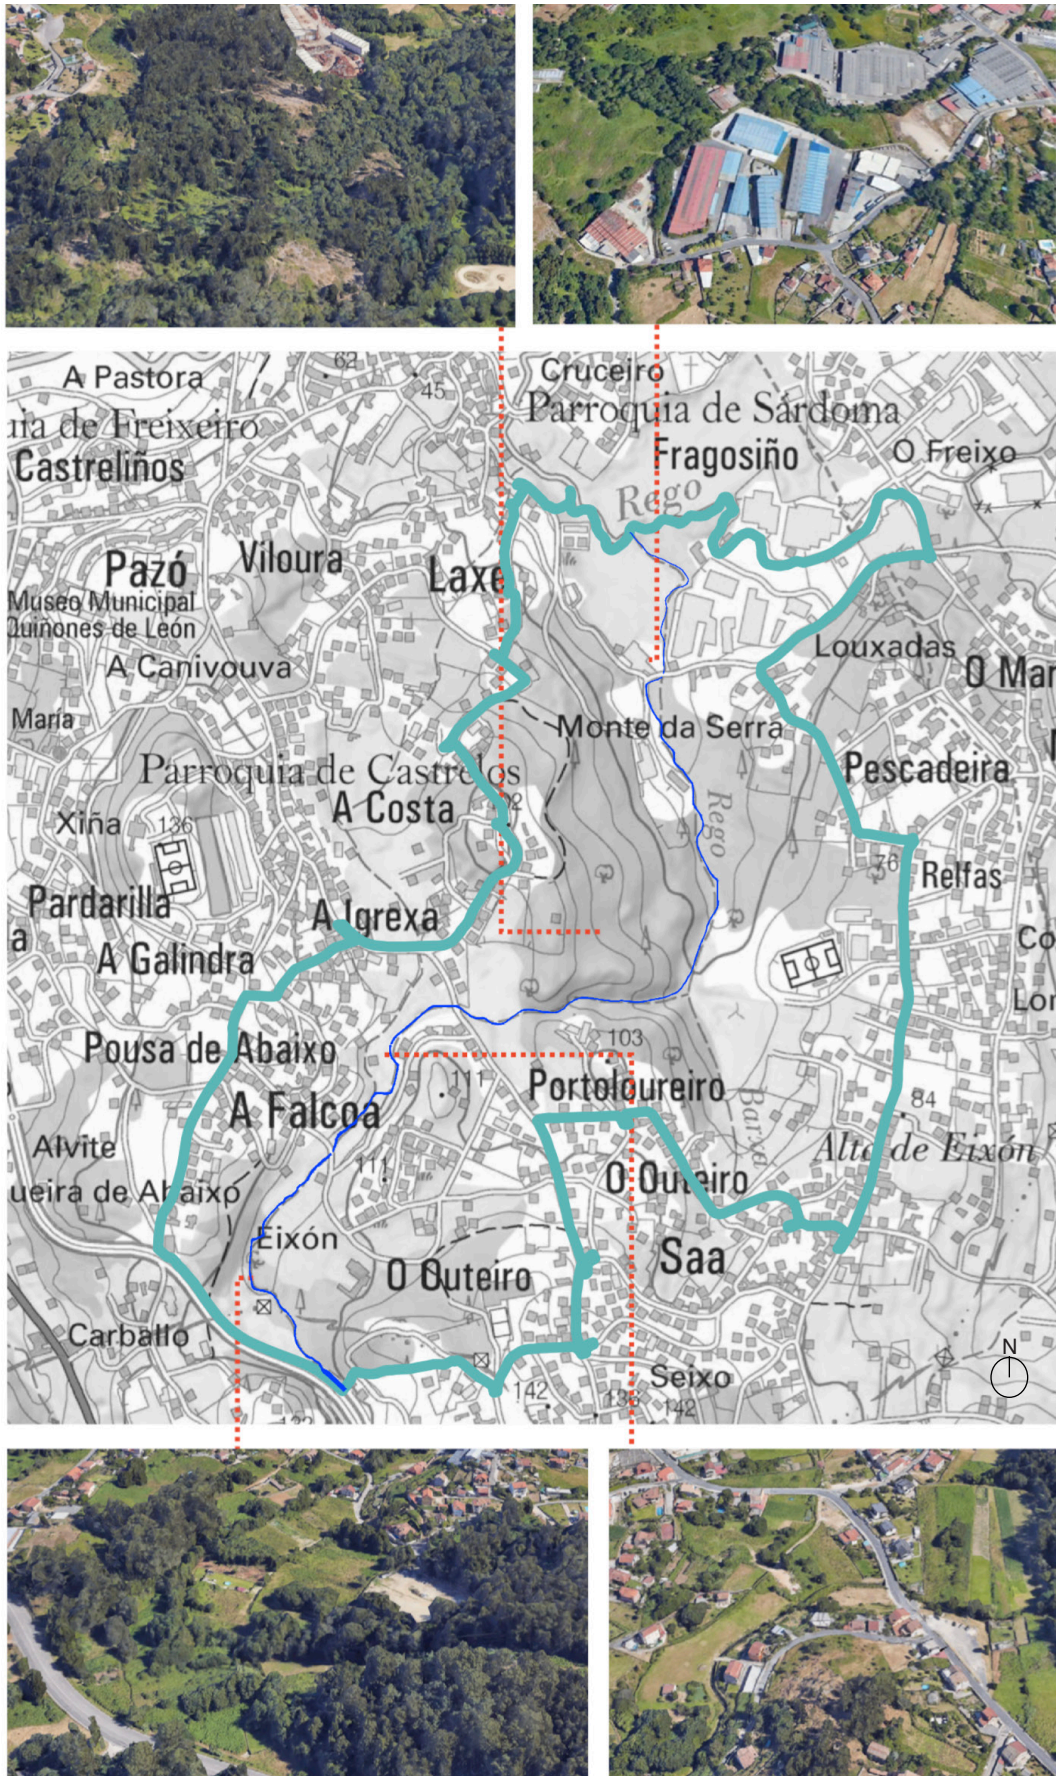 62
A Pastora
45
Cruceiro
Parroquia de Sárdoma
ia de Freixeiro
Fragosiño
O Freixo
Castreliños
Rego
Viloura
Pazó
Laxe
Museo Municipal
Quiñones de León
A Canivouva
Louxadas
O Mar
María
Monte da Serra
Parroquia de Castrelos
Pescadeira
A Costa
Rego
Xiña
136
76
Relfas
Pardarilla
A Igrexa
a
A Galindra
Co
Lor
Pousa de Abaixo
103
111
Portoloureiro
A Falcoa
84
Barxa
Alvite
111
Alto de Eixón
O Outeiro
ueira de Abaixo
Eixón
Saa
O Outeiro
Carballo
N
Seixo
142
136
142